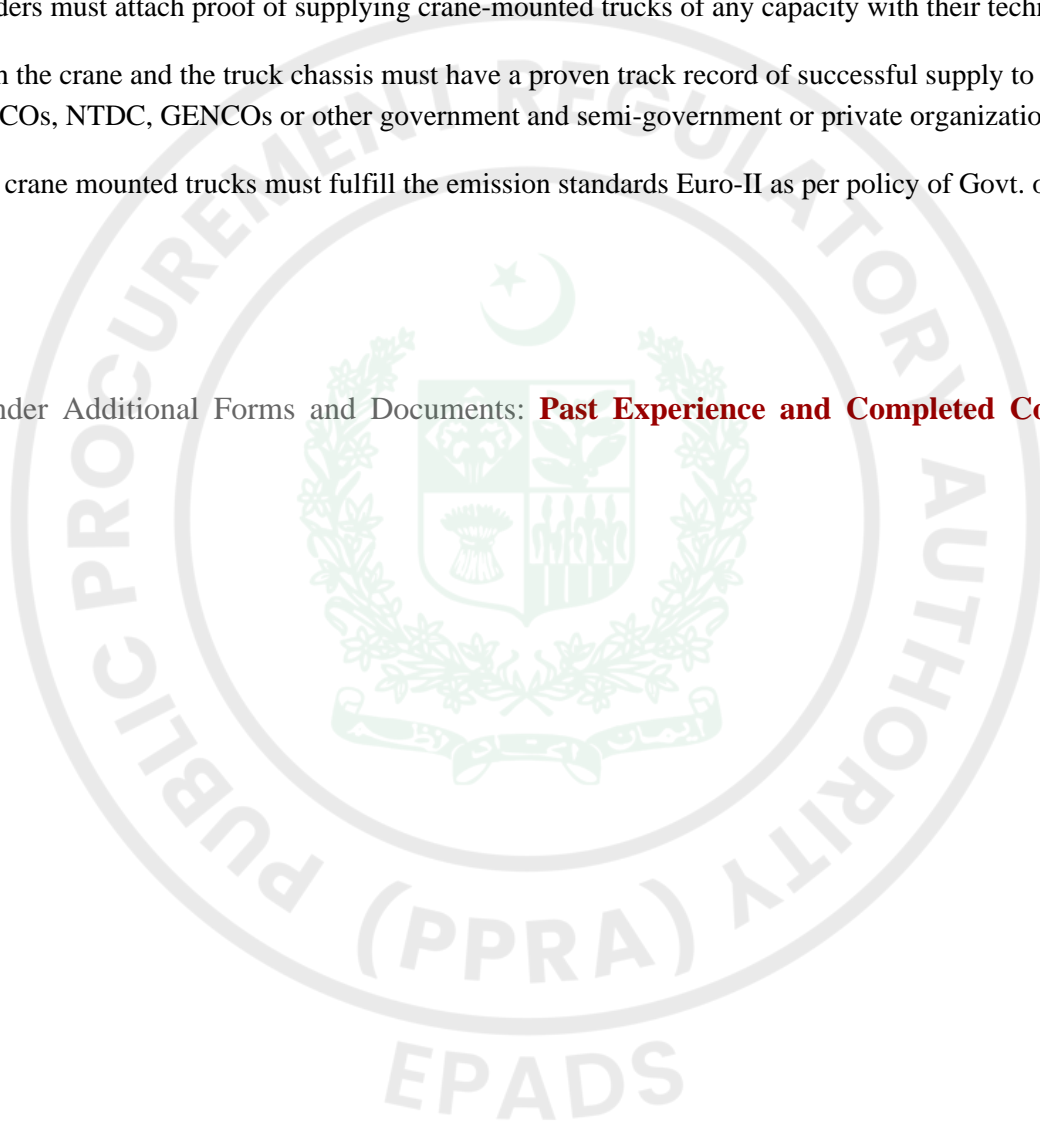 ders must attach proof of supplying crane-mounted trucks of any capacity with their techn
n the crane and the truck chassis must have a proven track record of successful supply to
COs, NTDC, GENCOs or other government and semi-government or private organizatio
crane mounted trucks must fulfill the emission standards Euro-II as per policy of Govt. o
nder Additional Forms and Documents: Past Experience and Completed Co
PUBLIC PROCUREMENT REGULATORY AUTHORITY
(PPRA)
EPADS